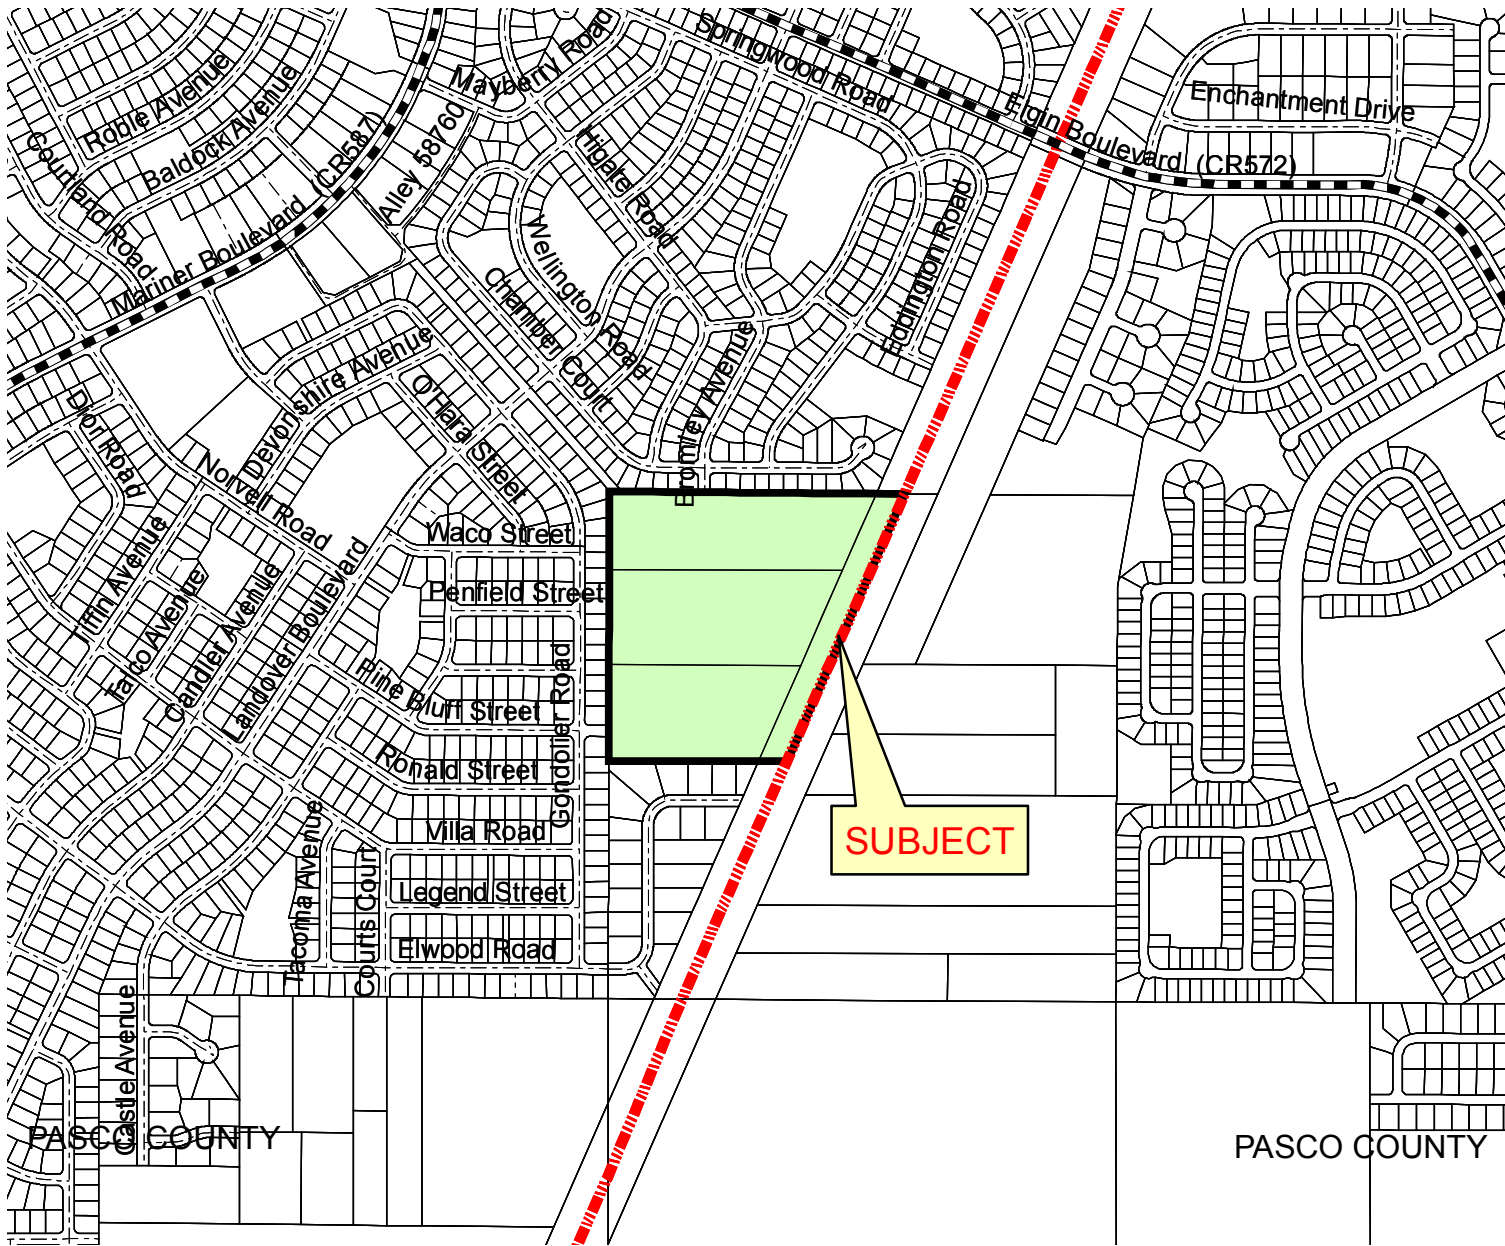 Springwood Road
Mayberry Road
Roble Avenue
Baldock Avenue
Courtland Road
Alley 58760
Higate Road
Ergin Boulevard (CR572)
Enchantment Drive
Mariner Boulevard (CR587)
Wellington Road
Eddington Road
Chamber Court
Devonshire Avenue
O'Hara Street
Bromley Avenue
Dior Road
Norvell Road
Waco Street
Penfield Street
Tiffin Avenue
Talco Avenue
Candler Avenue
Landover Boulevard
Pine Bluff Street
Gondolier Road
Ronald Street
Villa Road
SUBJECT
Tacoma Avenue
Courts Court
Legend Street
Elwood Road
Castle Avenue
PASCO COUNTY
PASCO COUNTY